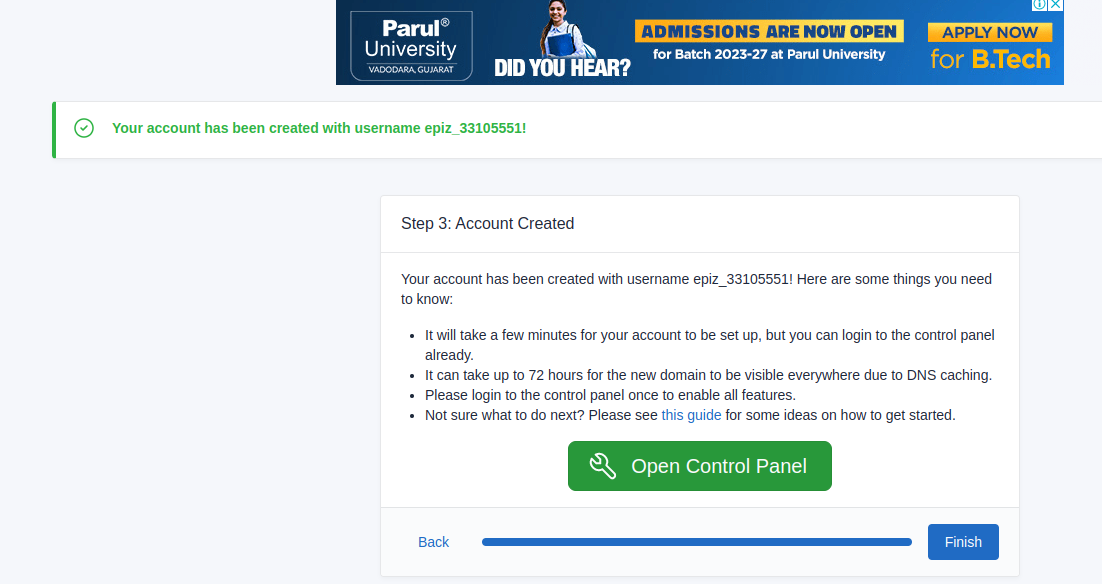 Parul®
University
VADODARA, GUJARAT
DID YOU HEAR?
ADMISSIONS ARE NOW OPEN
for Batch 2023-27 at Parul University
APPLY NOW
for B.Tech
Your account has been created with username epiz_33105551!
Step 3: Account Created
Your account has been created with username epiz_33105551! Here are some things you need
to know:
• It will take a few minutes for your account to be set up, but you can login to the control panel
already.
• It can take up to 72 hours for the new domain to be visible everywhere due to DNS caching.
• Please login to the control panel once to enable all features.
• Not sure what to do next? Please see this guide for some ideas on how to get started.
Open Control Panel
Back
Finish